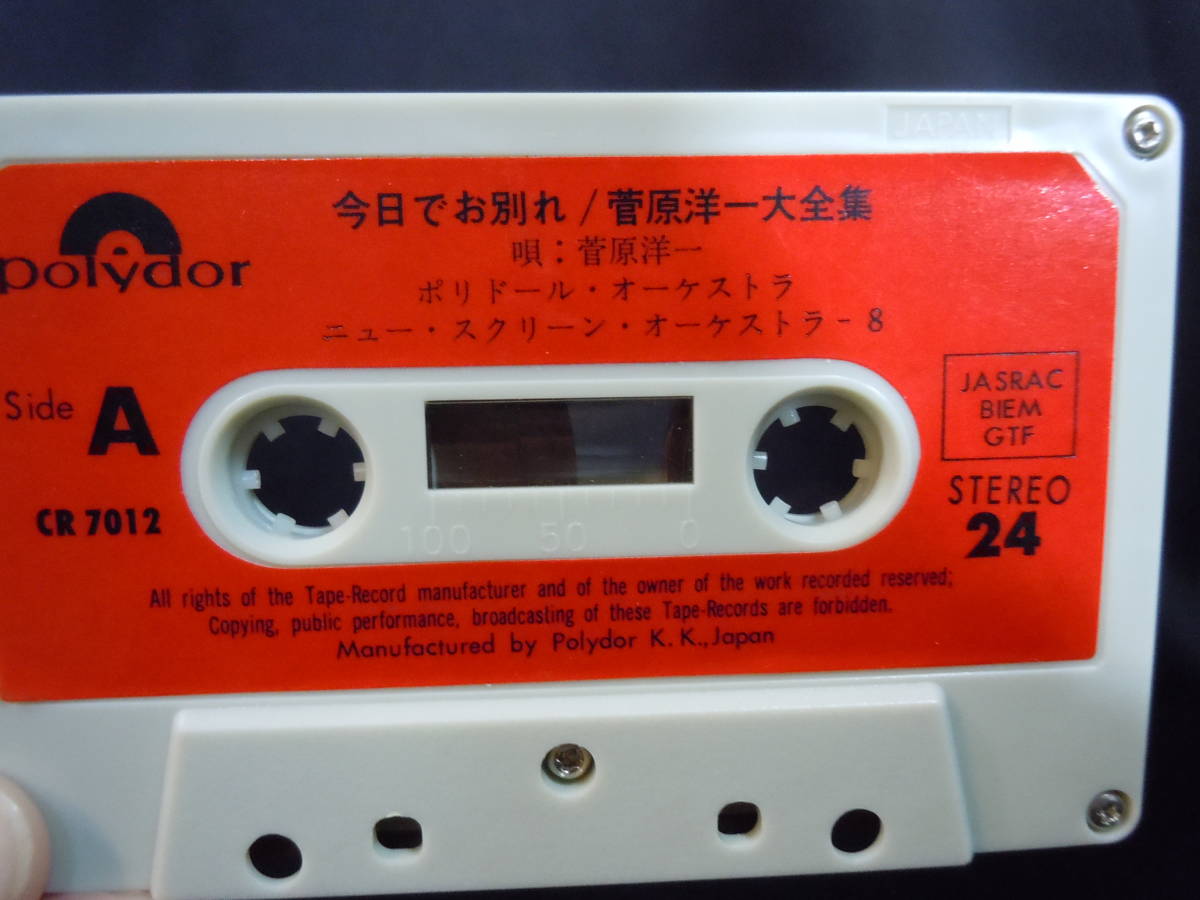 polydor
今日でお別れ/菅原洋一大全集
唄：菅原洋一
ポリドール・オーケストラ
ニュー・スクリーン・オーケストラ-8
Side A
CR 7012
100 50 0
JASRAC
BIEM
GTF
STEREO
24
All rights of the Tape-Record manufacturer and of the owner of the work recorded reserved;
Copying, public performance, broadcasting of these Tape-Records are forbidden.
Manufactured by Polydor K.K., Japan